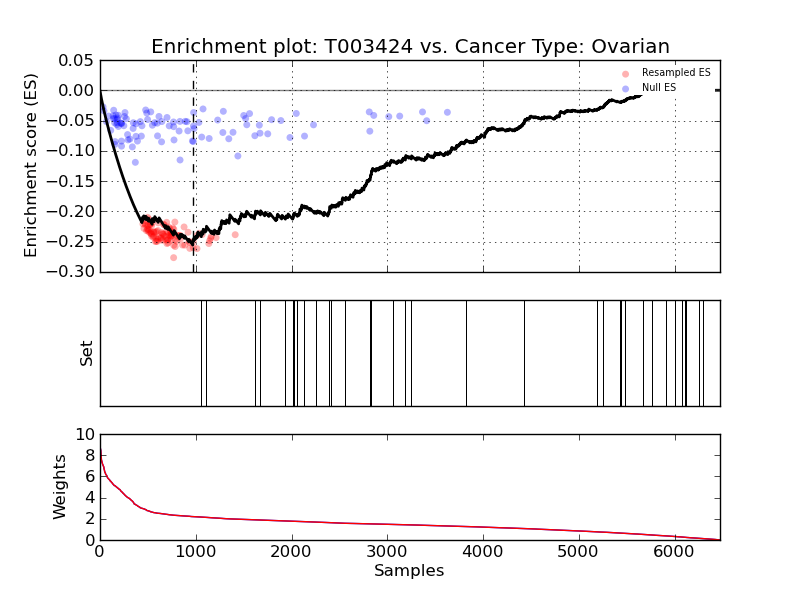 Enrichment plot: T003424 vs. Cancer Type: Ovarian
Enrichment score (ES)
0.05
0.00
−0.05
−0.10
−0.15
−0.20
−0.25
−0.30
Resampled ES
Null ES
Set
Weights
10
8
6
4
2
0
0 1000 2000 3000 4000 5000 6000
Samples